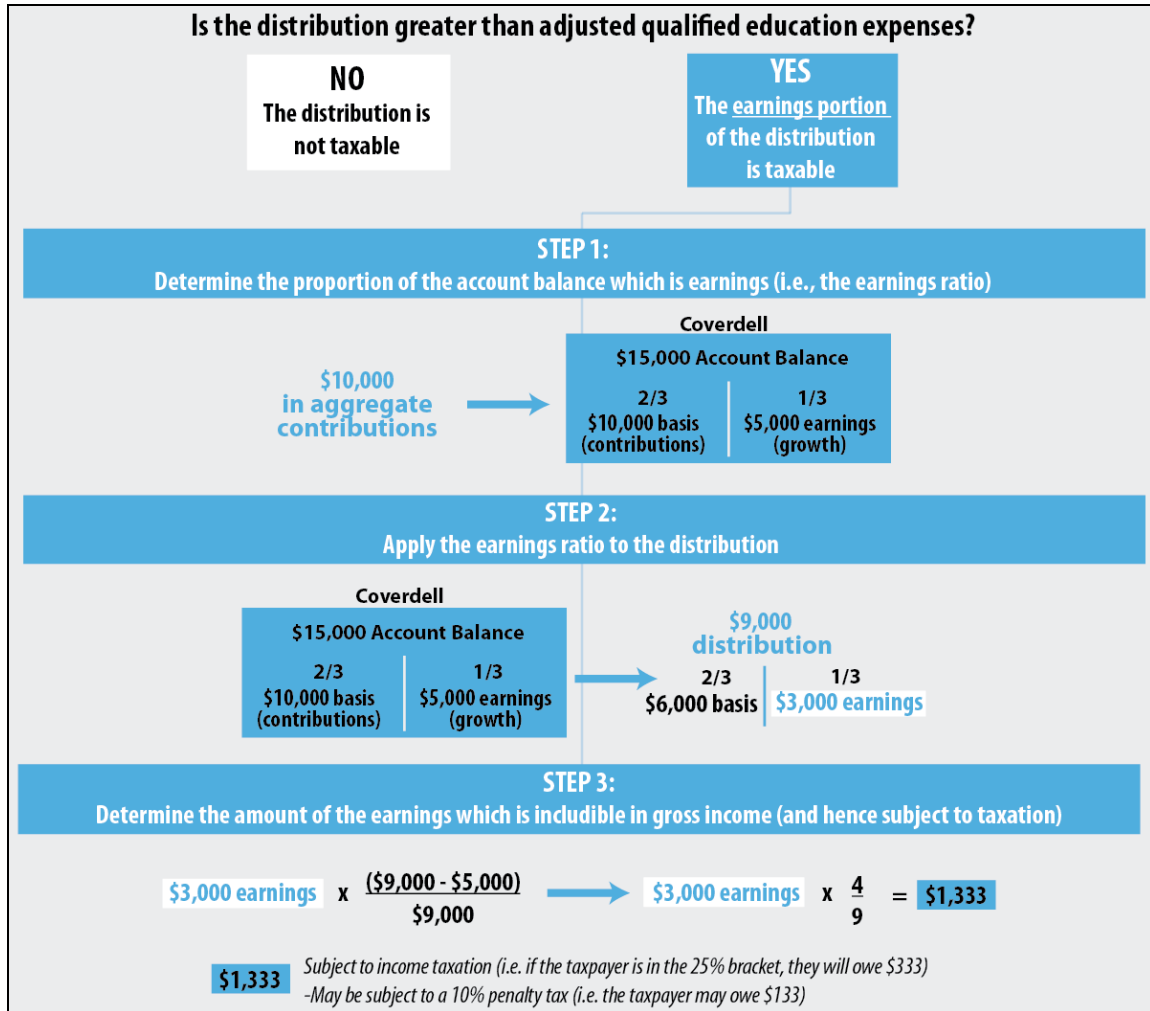 Is the distribution greater than adjusted qualified education expenses?
NO
The distribution is
not taxable
YES
The earnings portion
of the distribution
is taxable
STEP 1:
Determine the proportion of the account balance which is earnings (i.e., the earnings ratio)
$10,000
in aggregate
contributions
Coverdell
$15,000 Account Balance
2/3
$10,000 basis
(contributions)
1/3
$5,000 earnings
(growth)
STEP 2:
Apply the earnings ratio to the distribution
Coverdell
$15,000 Account Balance
2/3
$10,000 basis
(contributions)
1/3
$5,000 earnings
(growth)
$9,000
distribution
2/3
$6,000 basis
1/3
$3,000 earnings
STEP 3:
Determine the amount of the earnings which is includible in gross income (and hence subject to taxation)
$3,000 earnings x ($9,000 - $5,000)
$9,000
$3,000 earnings x 4
9
= $1,333
$1,333
Subject to income taxation (i.e. if the taxpayer is in the 25% bracket, they will owe $333)
-May be subject to a 10% penalty tax (i.e. the taxpayer may owe $133)